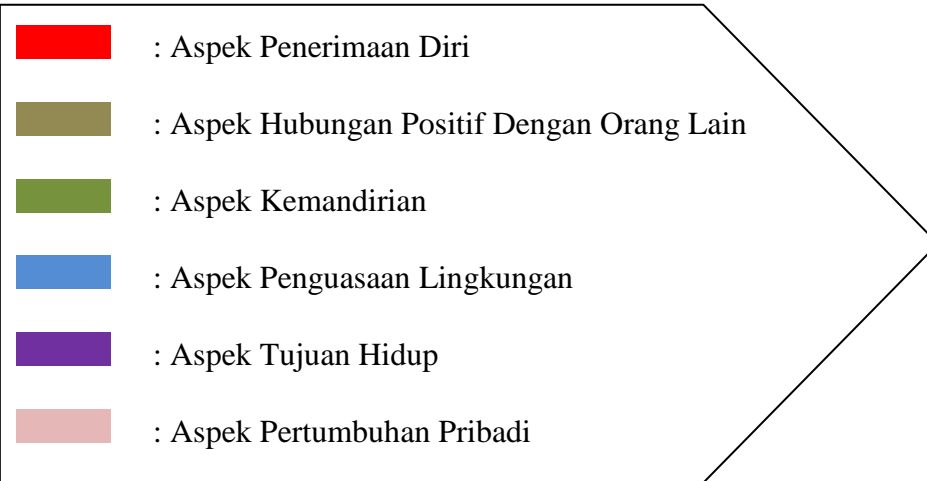 : Aspek Penerimaan Diri
: Aspek Hubungan Positif Dengan Orang Lain
: Aspek Kemandirian
: Aspek Penguasaan Lingkungan
: Aspek Tujuan Hidup
: Aspek Pertumbuhan Pribadi